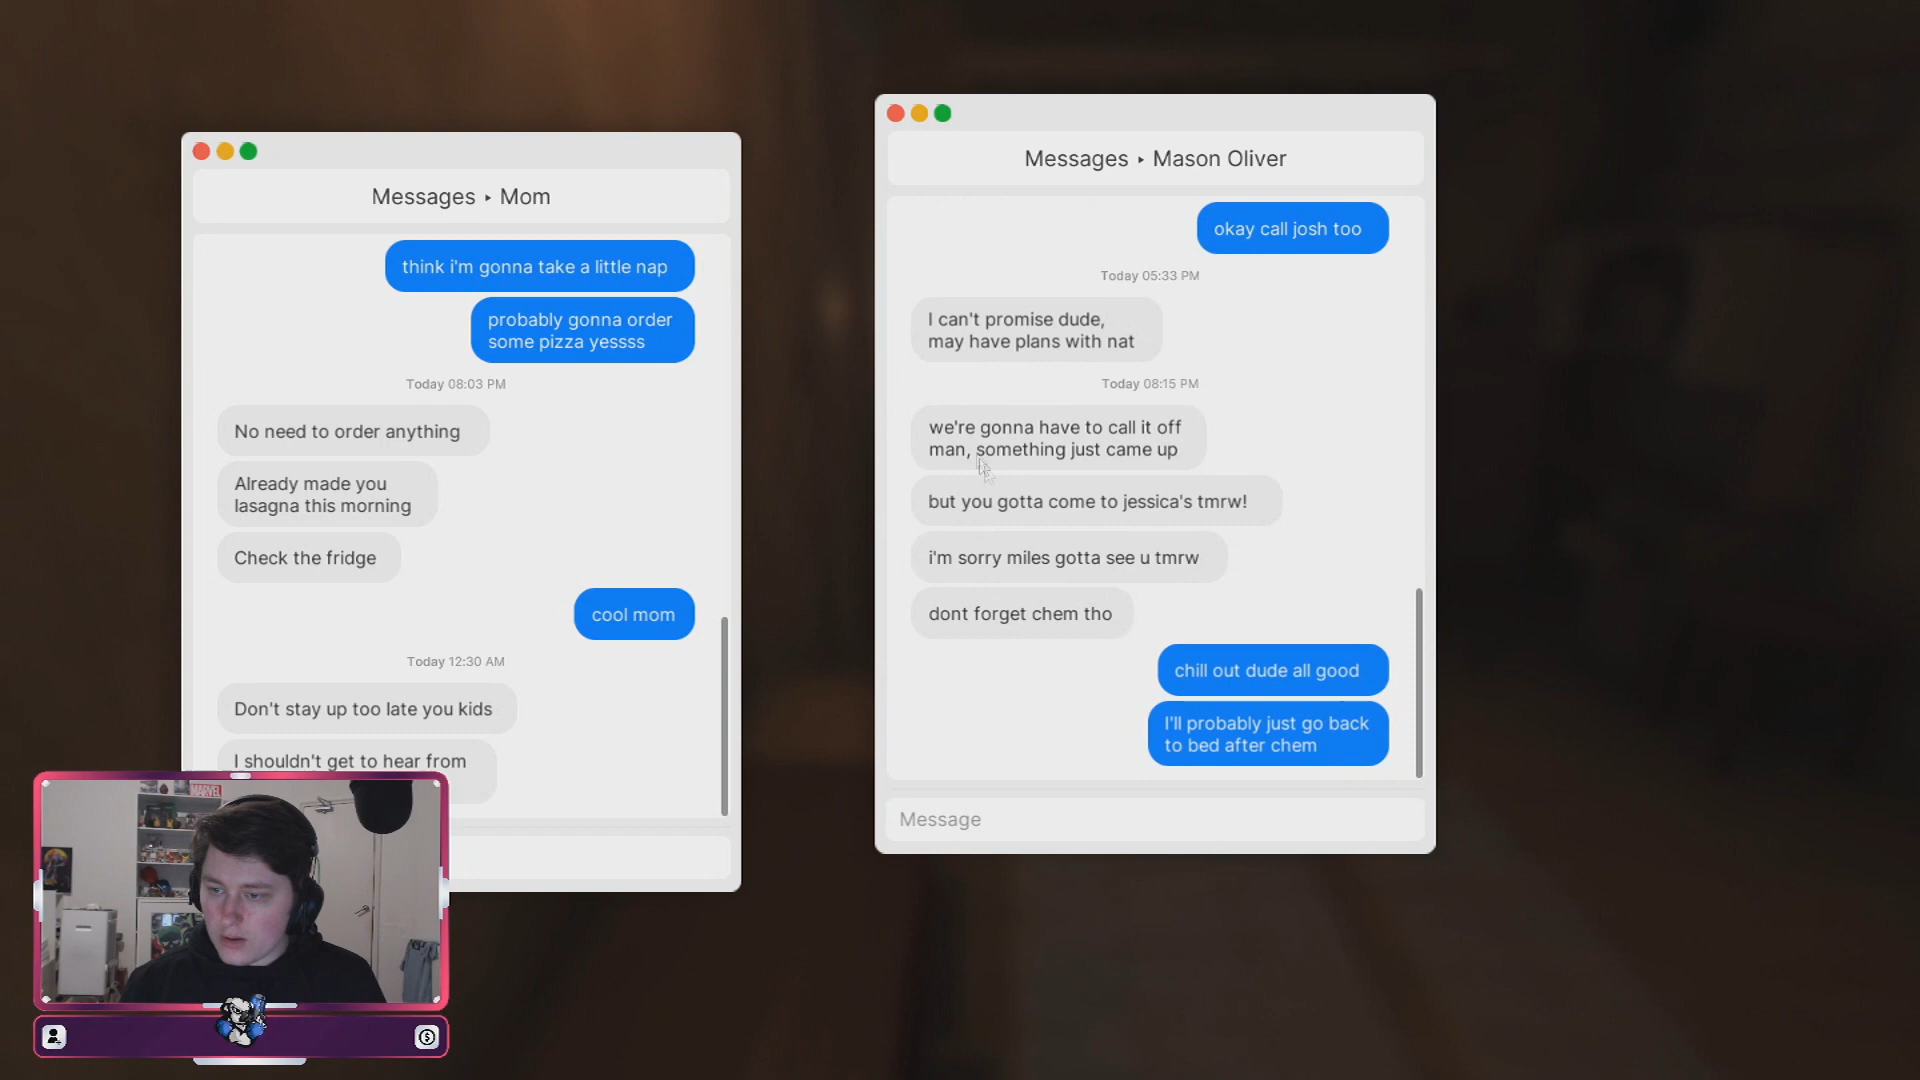 Messages ▸ Mom
think i'm gonna take a little nap
probably gonna order
some pizza yessss
Today 08:03 PM
No need to order anything
Already made you
lasagna this morning
Check the fridge
cool mom
Today 12:30 AM
Don't stay up too late you kids
I shouldn't get to hear from
Messages ▸ Mason Oliver
okay call josh too
Today 05:33 PM
I can't promise dude,
may have plans with nat
Today 08:15 PM
we're gonna have to call it off
man, something just came up
but you gotta come to jessica's tmrw!
i'm sorry miles gotta see u tmrw
dont forget chem tho
chill out dude all good
I'll probably just go back
to bed after chem
Message
MARVEL